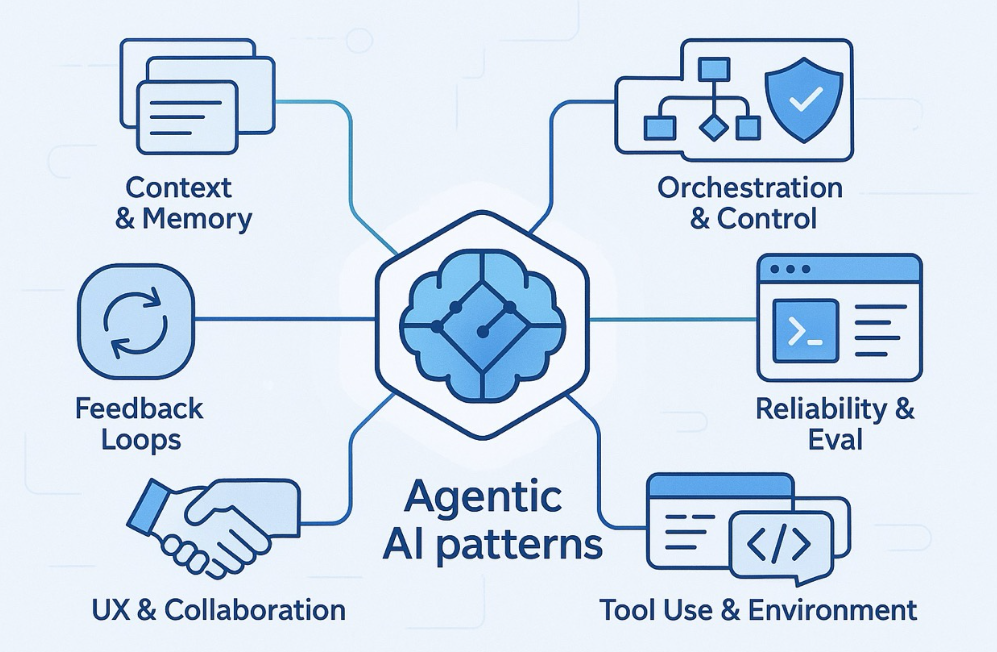 Context
& Memory
Orchestration
& Control
Feedback
Loops
Reliability &
Eval
Agentic
AI patterns
UX & Collaboration
Tool Use & Environment